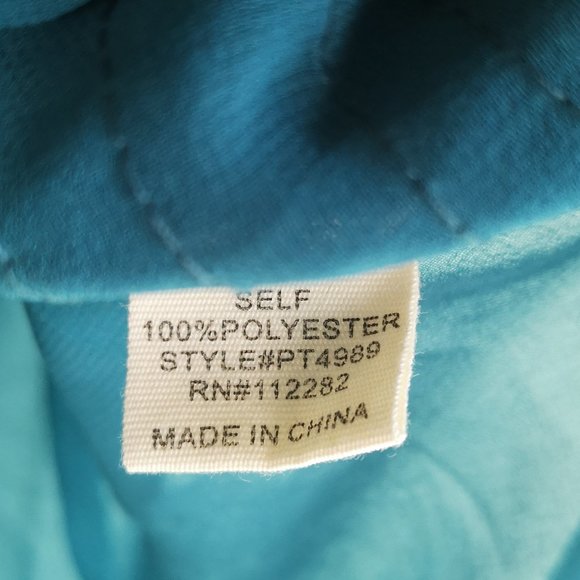 SELF
100%POLYESTER
STYLE#PT4989
RN#112282
MADE IN CHINA